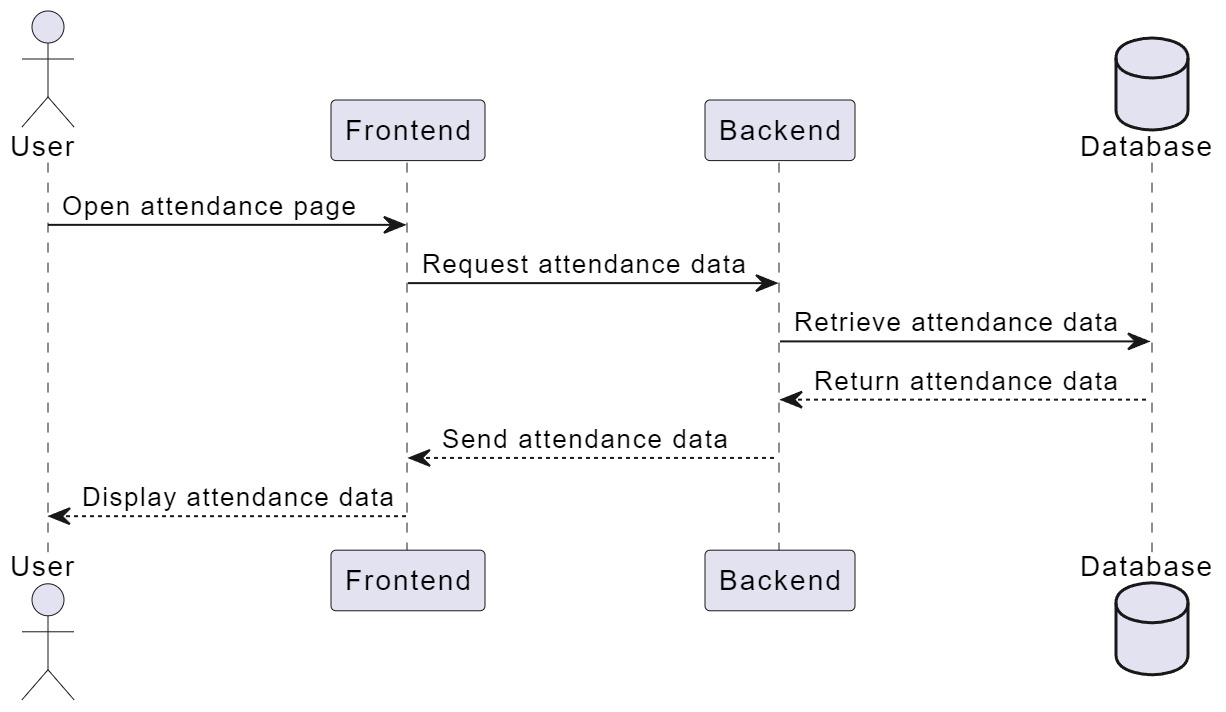 User
Frontend
Backend
Database
Open attendance page
Request attendance data
Retrieve attendance data
Return attendance data
Send attendance data
Display attendance data
User
Frontend
Backend
Database